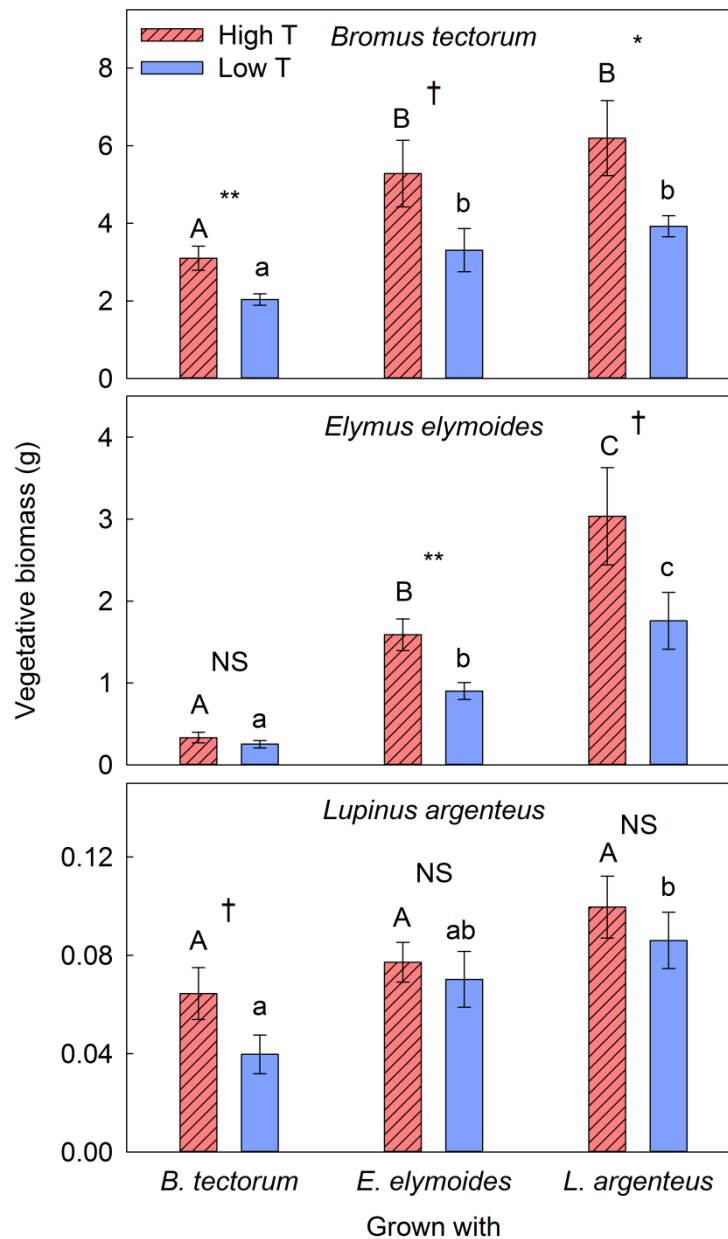 High T
Low T
Bromus tectorum
*
8
B
†
B
6
b
**
A
b
4
a
2
0
Vegetative biomass (g)
Elymus elymoides
†
4
C
3
**
c
B
2
NS
b
A
a
1
0
Lupinus argenteus
NS
0.12
A
NS
†
b
A
ab
A
0.08
a
0.04
0.00
B. tectorum
E. elymoides
L. argenteus
Grown with